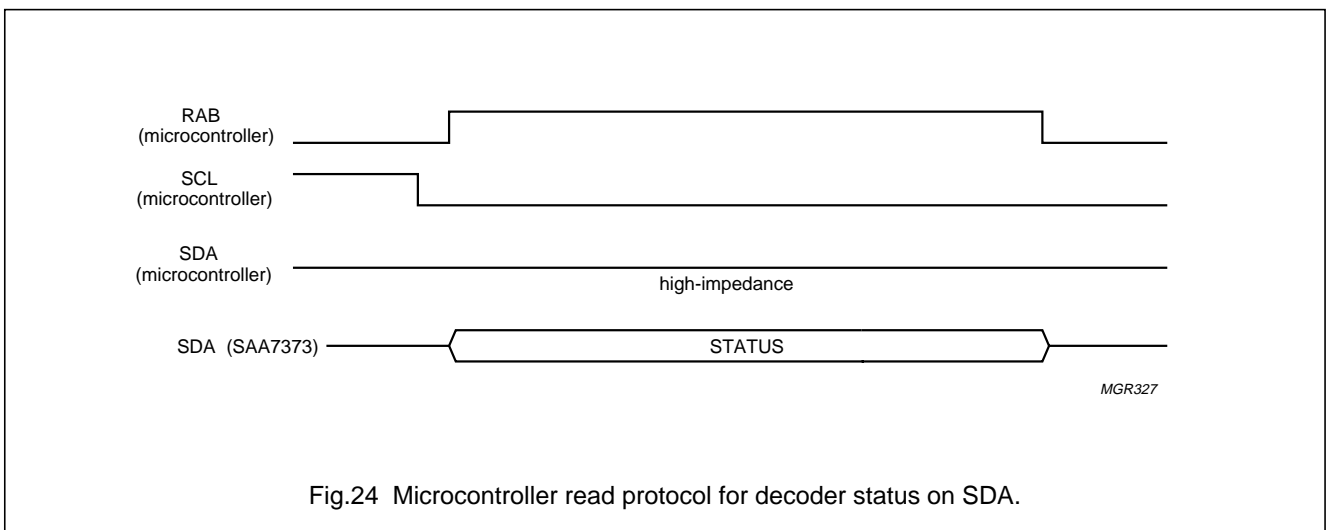 RAB
(microcontroller)
SCL
(microcontroller)
SDA
(microcontroller)
high-impedance
SDA (SAA7373)
STATUS
MGR327
Fig.24 Microcontroller read protocol for decoder status on SDA.